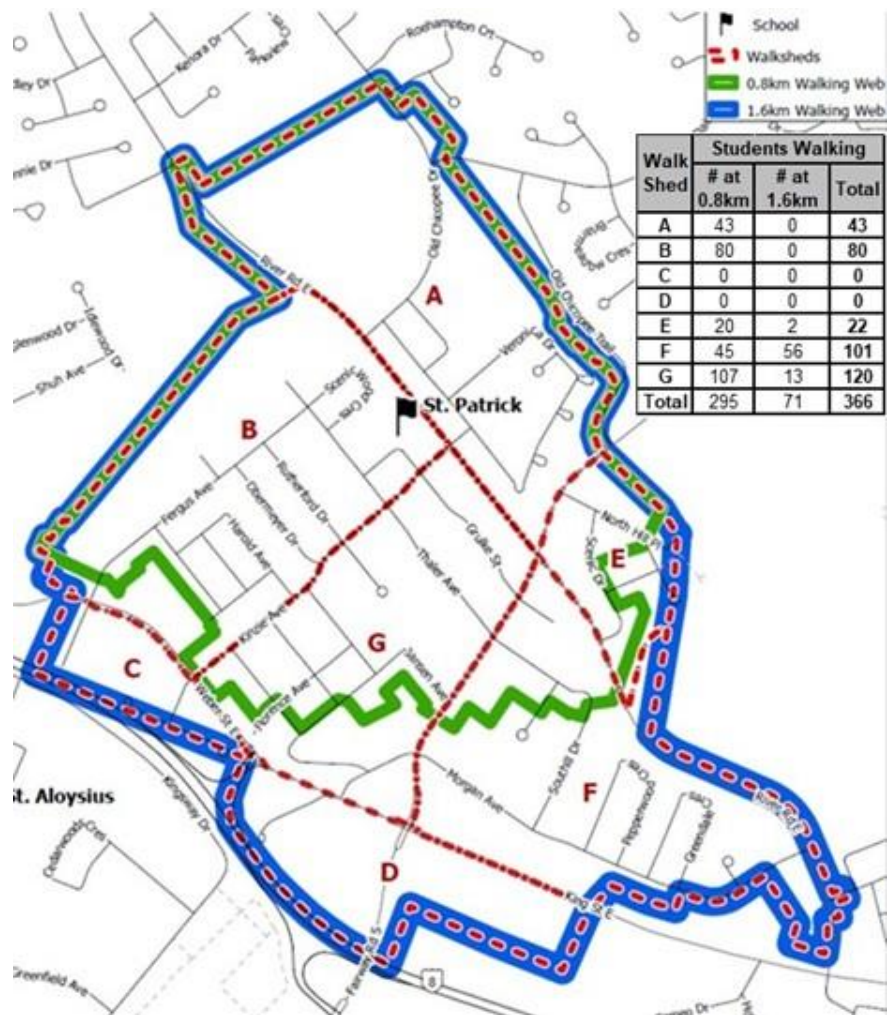 School
Walksheds
0.8km Walking Web
1.6km Walking Web
Walk Shed | Students Walking
# at 0.8km | # at 1.6km | Total
A 43 0 43
B 80 0 80
C 0 0 0
D 0 0 0
E 20 2 22
F 45 56 101
G 107 13 120
Total 295 71 366
Roehampton Crt
Kenora Dr
River Rd E
Old Chicopee Dr
A
Old Chicopee Trail
Idlewood Dr
Glenwood Dr
Shuh Ave
Veronica Dr
Scenic Wood Cres
St. Patrick
B
Fergus Ave
Rutherford Dr
Obermeyer Dr
Harold Ave
Grulke St
Thaler Ave
North Hill Pl
E
Scenic Dr
Kinzie Ave
G
C
Weber St E
Southill Dr
St. Aloysius
Kingsway Dr
Morgan Ave
F
Pepperwood Cres
Greendale Cres
River Rd E
Cedarwoods Cres
D
King St E
Fairway Rd S
8
Greenfield Ave